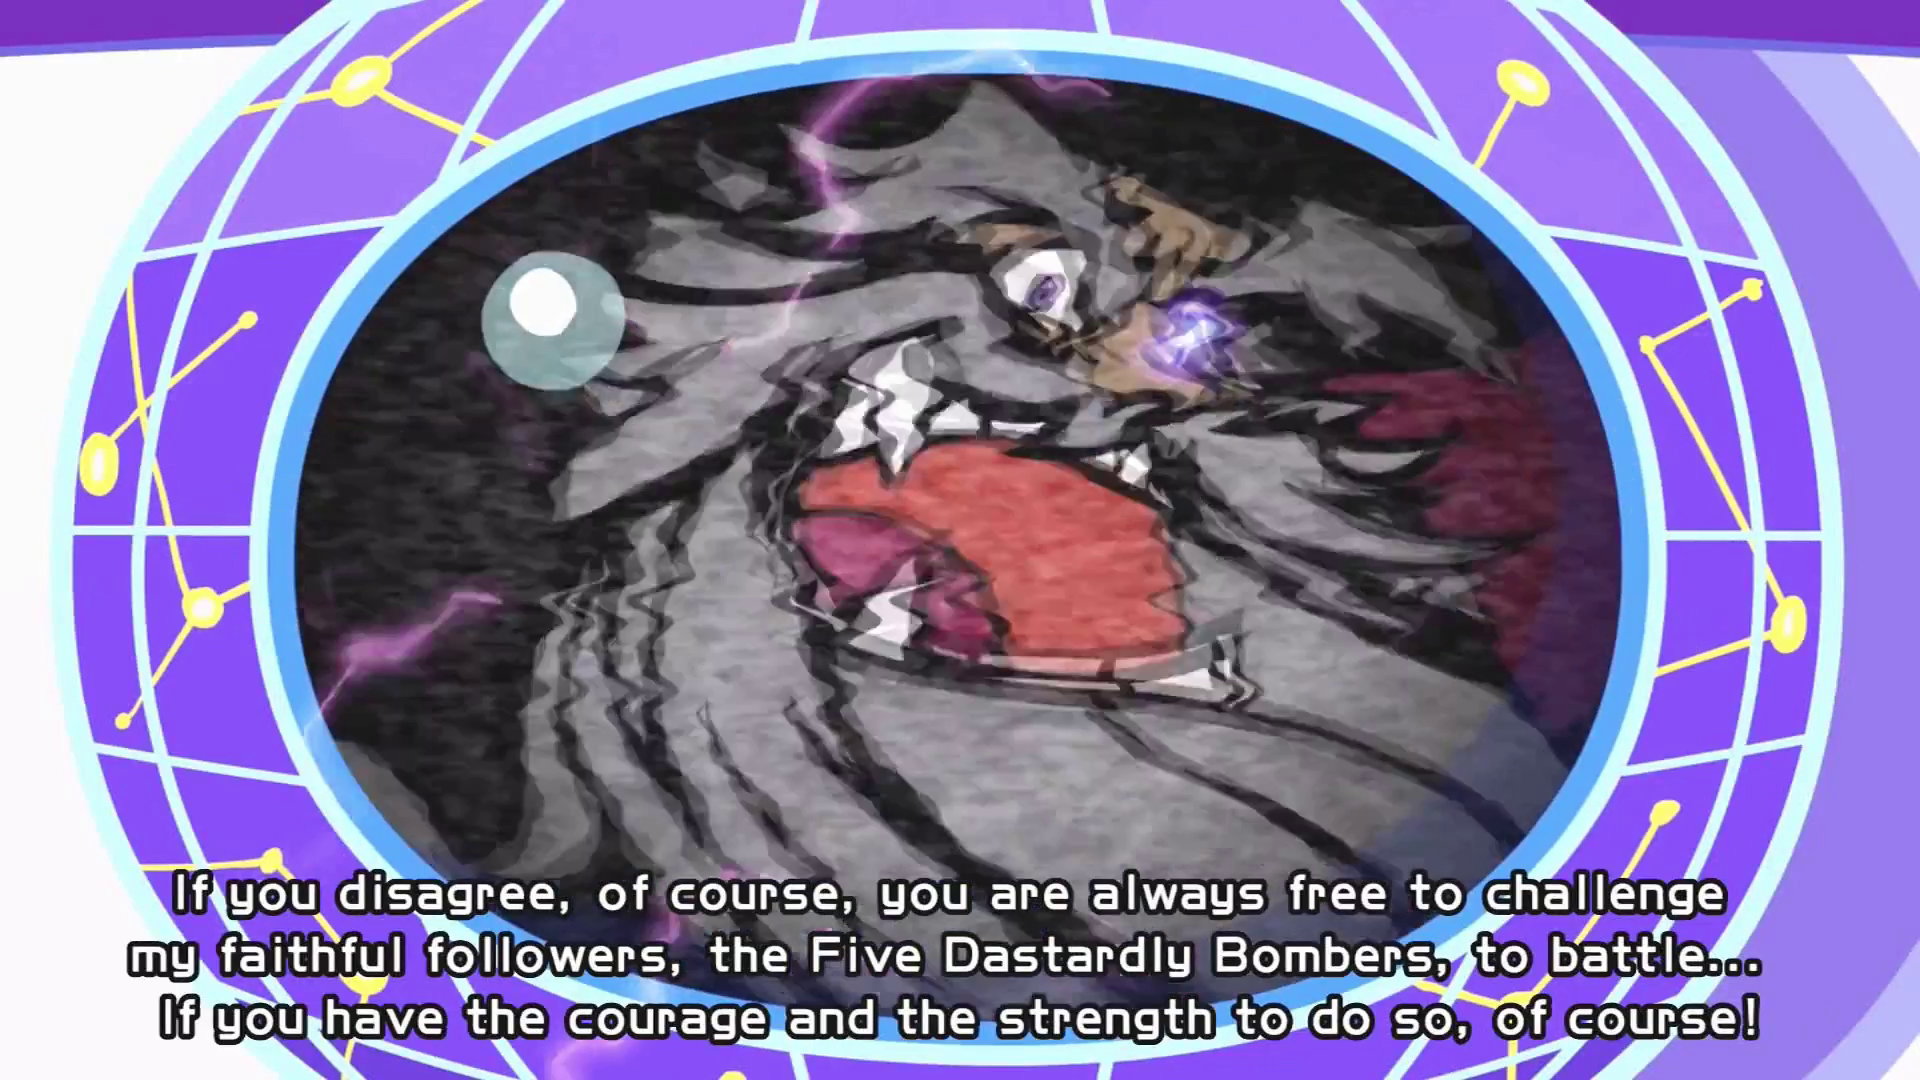 If you disagree, of course, you are always free to challenge
my faithful followers, the Five Dastardly Bombers, to battle...
If you have the courage and the strength to do so, of course!